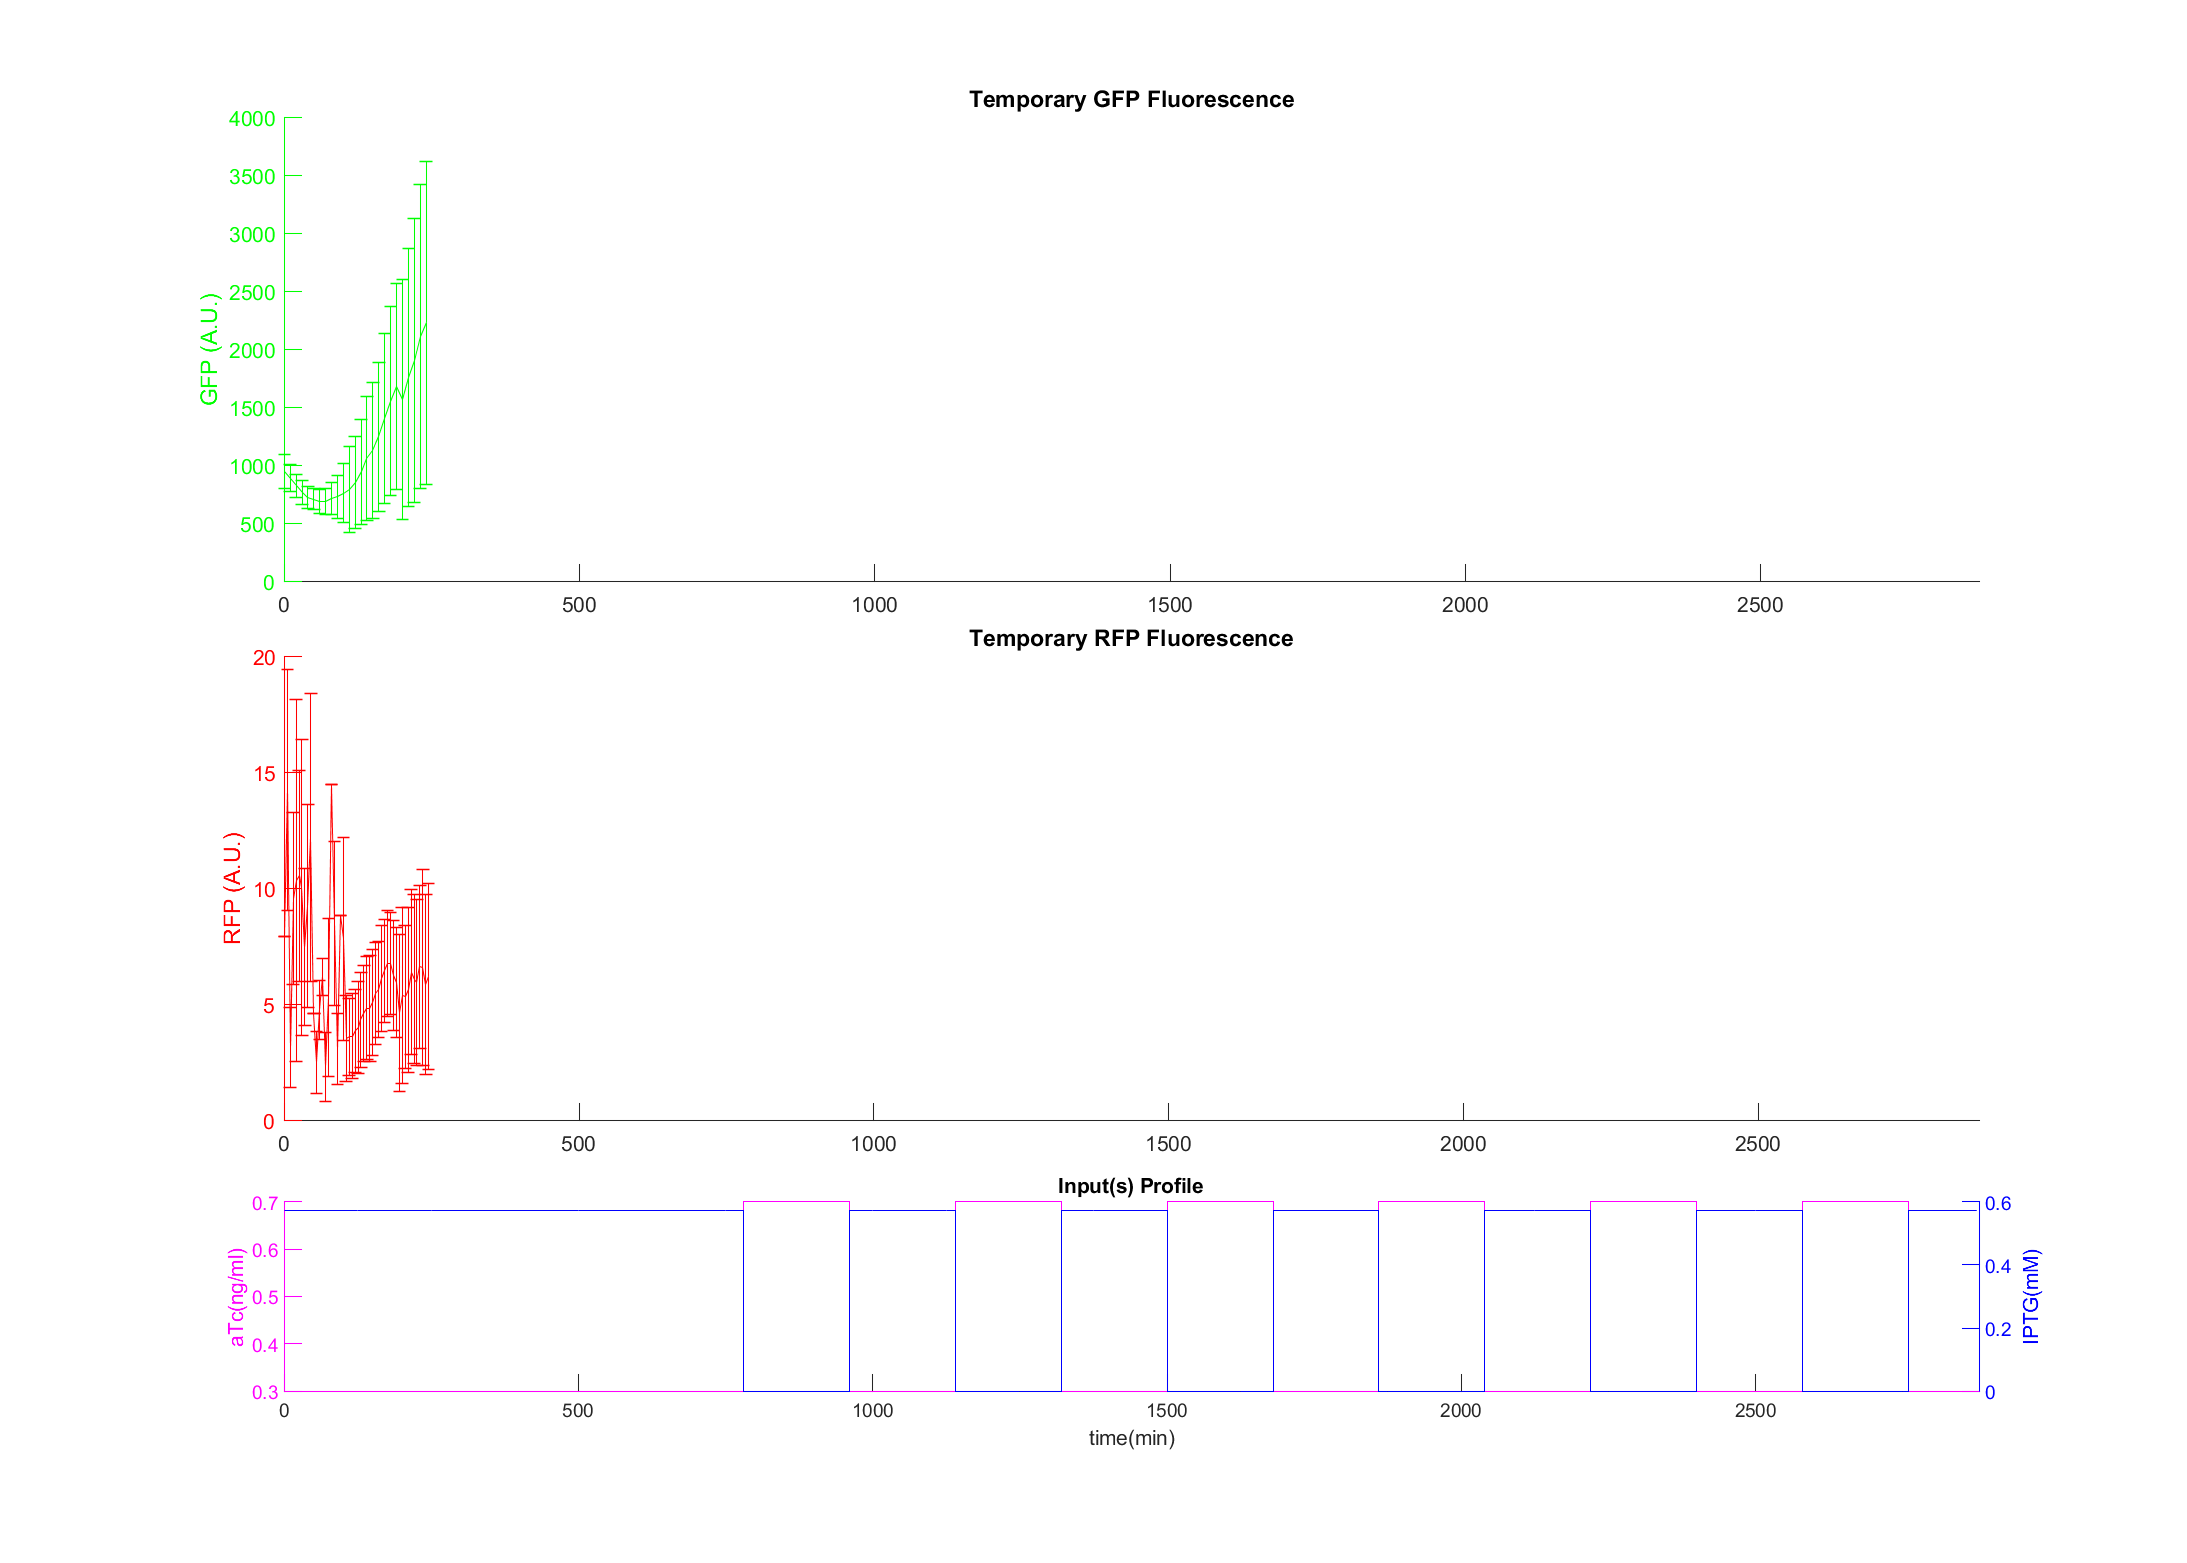 Temporary GFP Fluorescence
4000
3500
3000
2500
2000
1500
1000
500
0
GFP (A.U.)
0 500 1000 1500 2000 2500
Temporary RFP Fluorescence
20
15
10
5
0
RFP (A.U.)
0 500 1000 1500 2000 2500
Input(s) Profile
0.7
0.6
0.5
0.4
0.3
aTc(ng/ml)
0.6
0.4
0.2
0
IPTG(mM)
0 500 1000 1500 2000 2500
time(min)